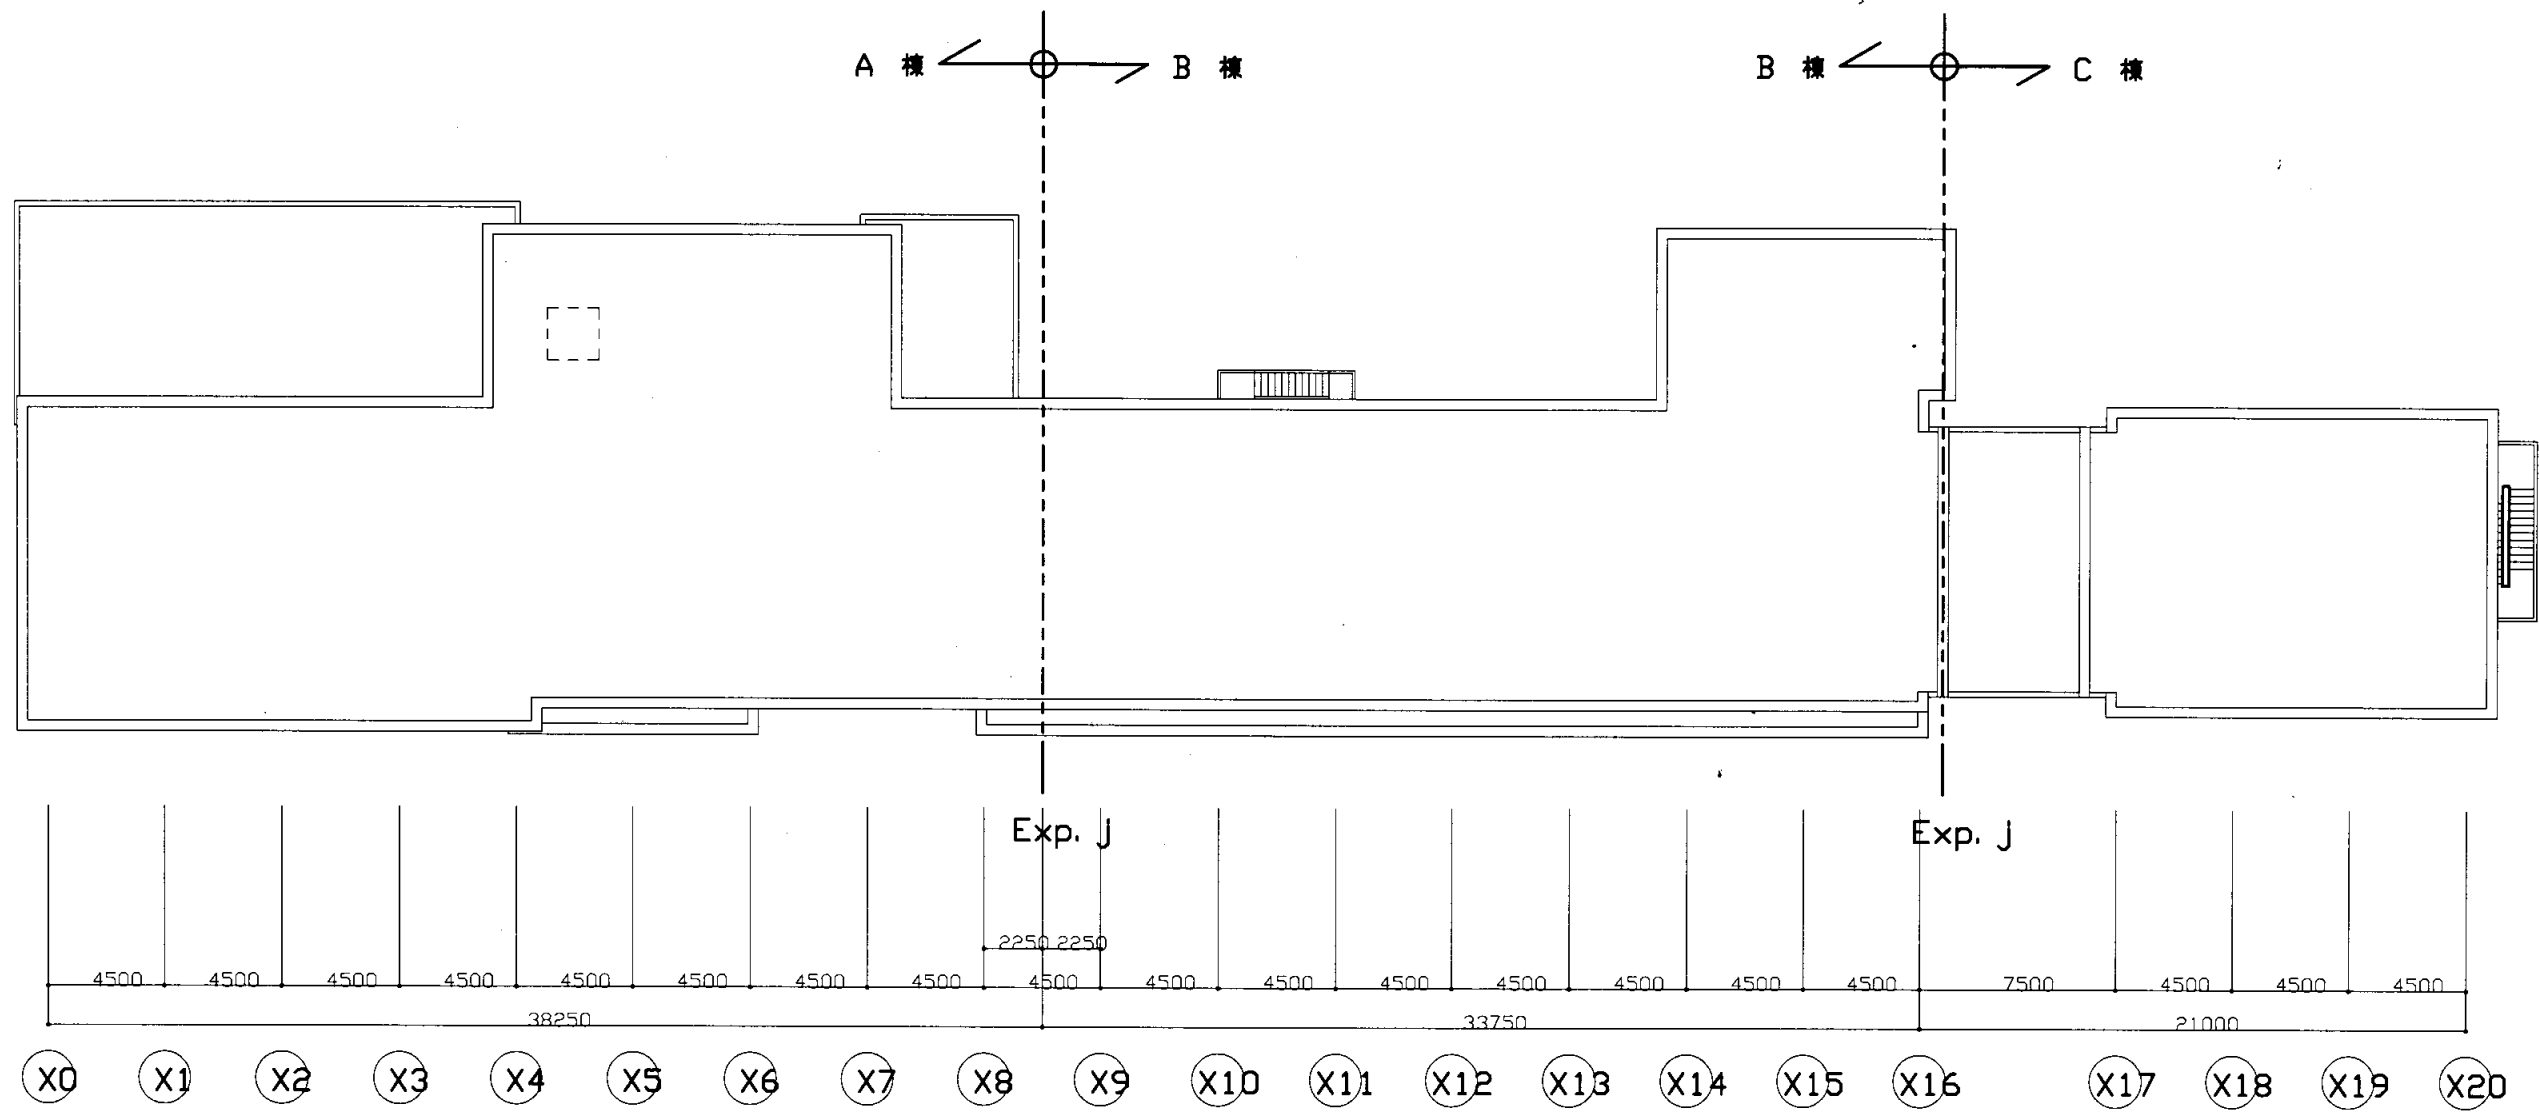 A 棟 B 棟 B 棟 C 棟
Exp. j Exp. j
2250 2250
4500 4500 4500 4500 4500 4500 4500 4500 4500 4500 4500 4500 4500 4500 4500 4500 7500 4500 4500 4500
38250 33750 21000
X0 X1 X2 X3 X4 X5 X6 X7 X8 X9 X10 X11 X12 X13 X14 X15 X16 X17 X18 X19 X20